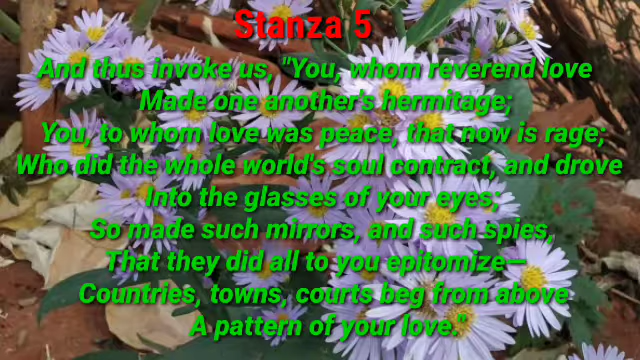 Stanza 5
And thus invoke us, "You, whom reverend love
Made one another's hermitage;
You, to whom love was peace, that now is rage;
Who did the whole world's soul contract, and drove
Into the glasses of your eyes;
So made such mirrors, and such spies,
That they did all to you epitomize—
Countries, towns, courts beg from above
A pattern of your love."